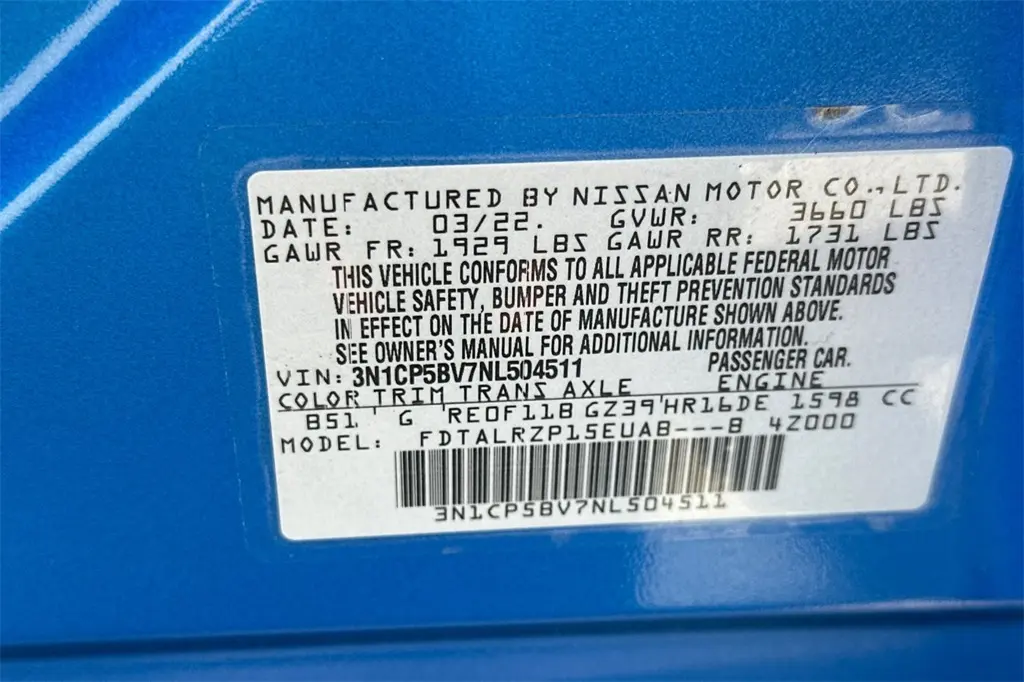 MANUFACTURED BY NISSAN MOTOR CO., LTD.
DATE: 03/22. GVWR: 3660 LBS
GAWR FR: 1929 LBS GAWR RR: 1731 LBS
THIS VEHICLE CONFORMS TO ALL APPLICABLE FEDERAL MOTOR
VEHICLE SAFETY, BUMPER AND THEFT PREVENTION STANDARDS
IN EFFECT ON THE DATE OF MANUFACTURE SHOWN ABOVE.
SEE OWNER'S MANUAL FOR ADDITIONAL INFORMATION.
VIN: 3N1CP5BV7NL504511 PASSENGER CAR.
COLOR TRIM TRANS AXLE ENGINE
B51 G RE0F11B GZ39 HR16DE 1598 CC
MODEL: FDTALRZP15EUAB---B 4Z000
3N1CP5BV7NL504511